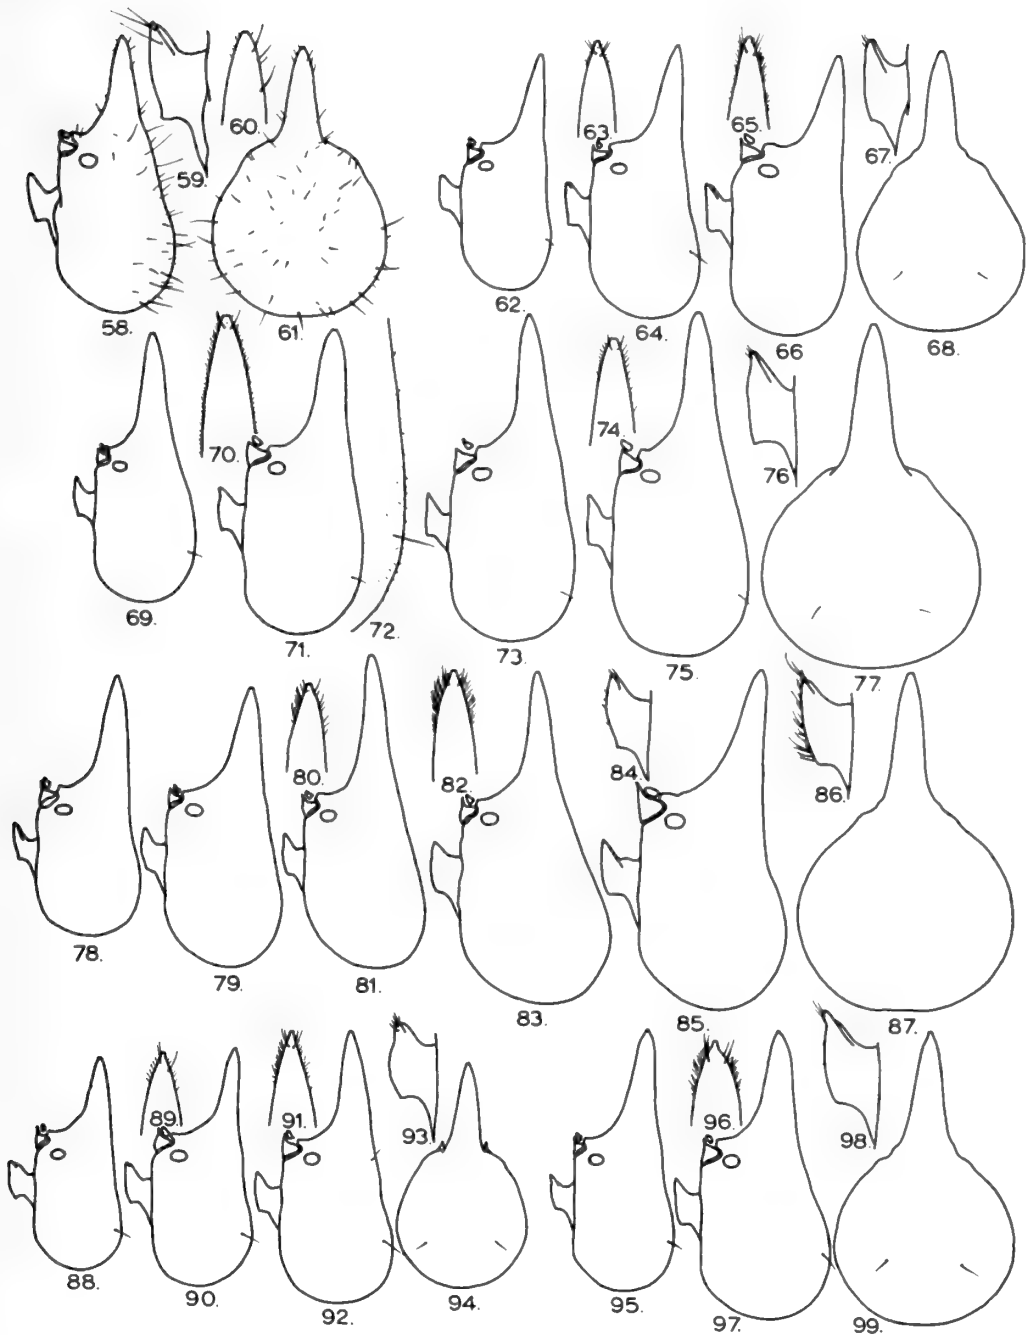 59. 60. 63. 65. 67.
58. 61. 62. 64. 66 68.
70. 74. 76.
69. 71. 72. 73. 75. 77.
80. 82. 84. 86.
78. 79. 81. 83. 85. 87.
89. 91. 93. 96. 98.
88. 90. 92. 94. 95. 97. 99.